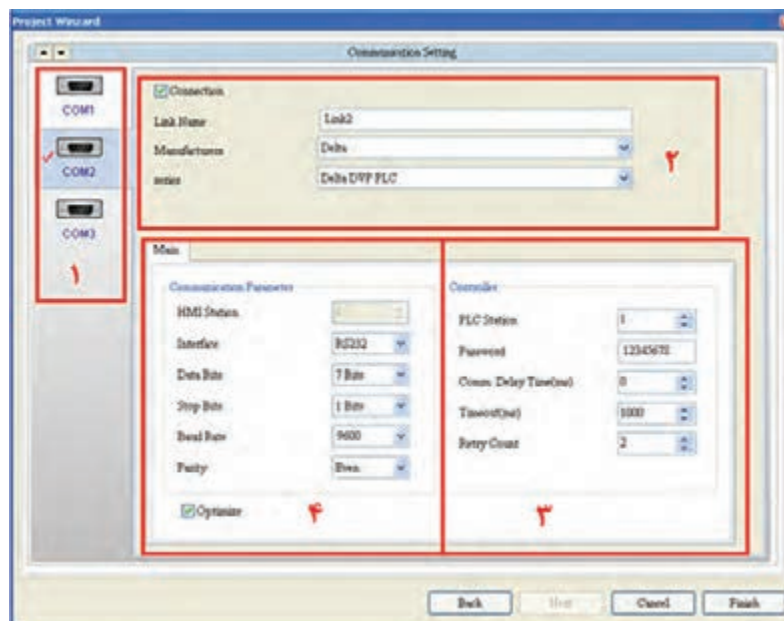 Project Winzard
Communication Setting
COM1
COM2
COM3
۱
Connection
Link Name Link2
Manufacturer Delta
series Delta DVP PLC
۲
Main
Communication Parameter
HMI Station
Interface RS232
Data Bits 7 Bits
Stop Bits 1 Bits
Baud Rate 9600
Parity Even
Optimize
۴
Controller
PLC Station 1
Password 12345678
Comm. Delay Time(ms) 0
Timeout(ms) 1000
Retry Count 2
۳
Back Next Cancel Finish